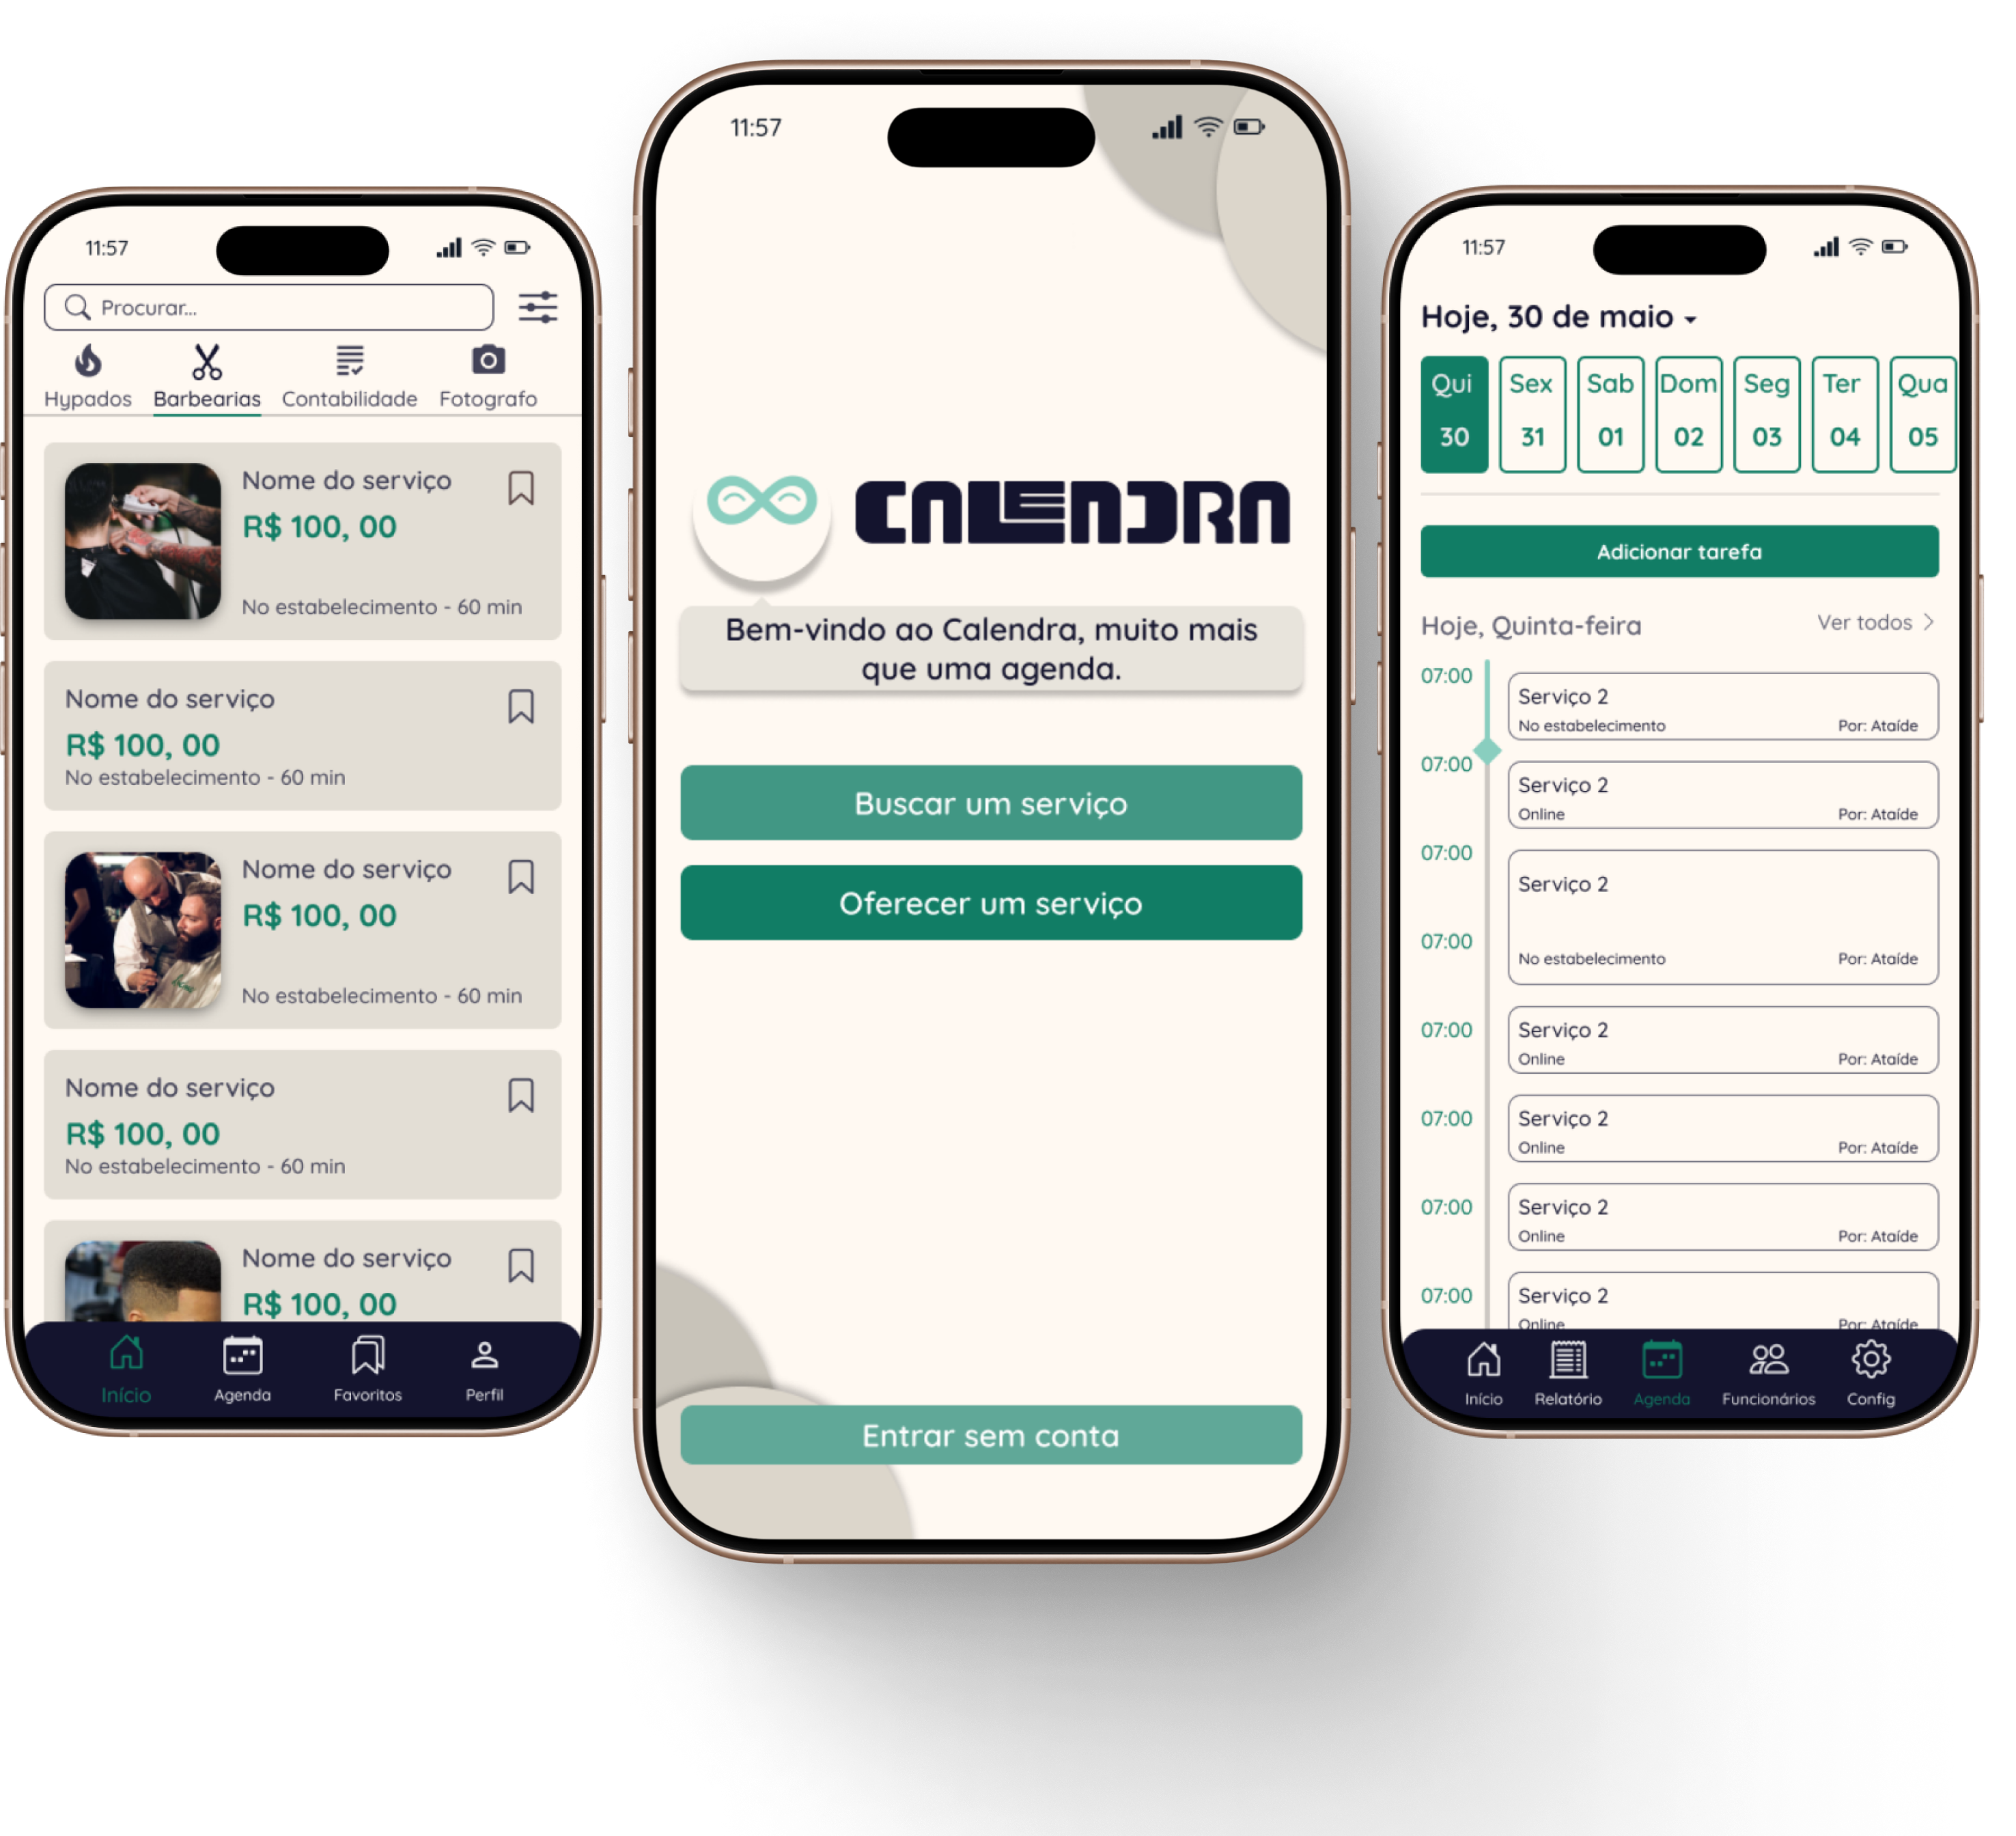 11:57
Procurar...
Hypados Barbearias Contabilidade Fotografo
Nome do serviço
R$ 100, 00
No estabelecimento - 60 min
Nome do serviço
R$ 100, 00
No estabelecimento - 60 min
Nome do serviço
R$ 100, 00
No estabelecimento - 60 min
Nome do serviço
R$ 100, 00
No estabelecimento - 60 min
Nome do serviço
R$ 100, 00
Início Agenda Favoritos Perfil
11:57
CALENDRA
Bem-vindo ao Calendra, muito mais
que uma agenda.
Buscar um serviço
Oferecer um serviço
Entrar sem conta
11:57
Hoje, 30 de maio
Qui Sex Sab Dom Seg Ter Qua
30 31 01 02 03 04 05
Adicionar tarefa
Hoje, Quinta-feira Ver todos
07:00
Serviço 2
No estabelecimento Por: Ataíde
07:00
Serviço 2
Online Por: Ataíde
07:00
Serviço 2
07:00
No estabelecimento Por: Ataíde
07:00
Serviço 2
Online Por: Ataíde
07:00
Serviço 2
Online Por: Ataíde
07:00
Serviço 2
Online Por: Ataíde
07:00
Serviço 2
Online Por: Ataíde
Início Relatório Agenda Funcionários Config